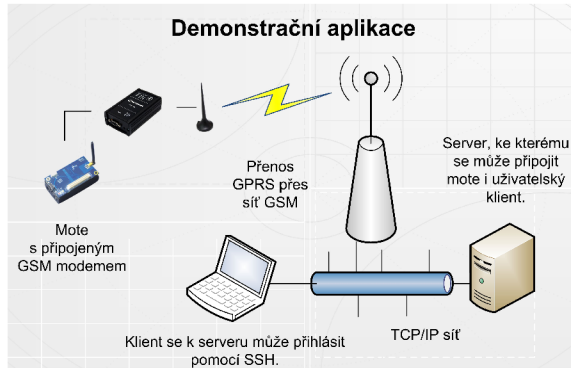 Demonstrační aplikace
Server, ke kterému
se může připojit
mote i uživatelský
klient.
Přenos
GPRS přes
síť GSM
Mote
s připojeným
GSM modemem
TCP/IP síť
Klient se k serveru může přihlásit
pomocí SSH.